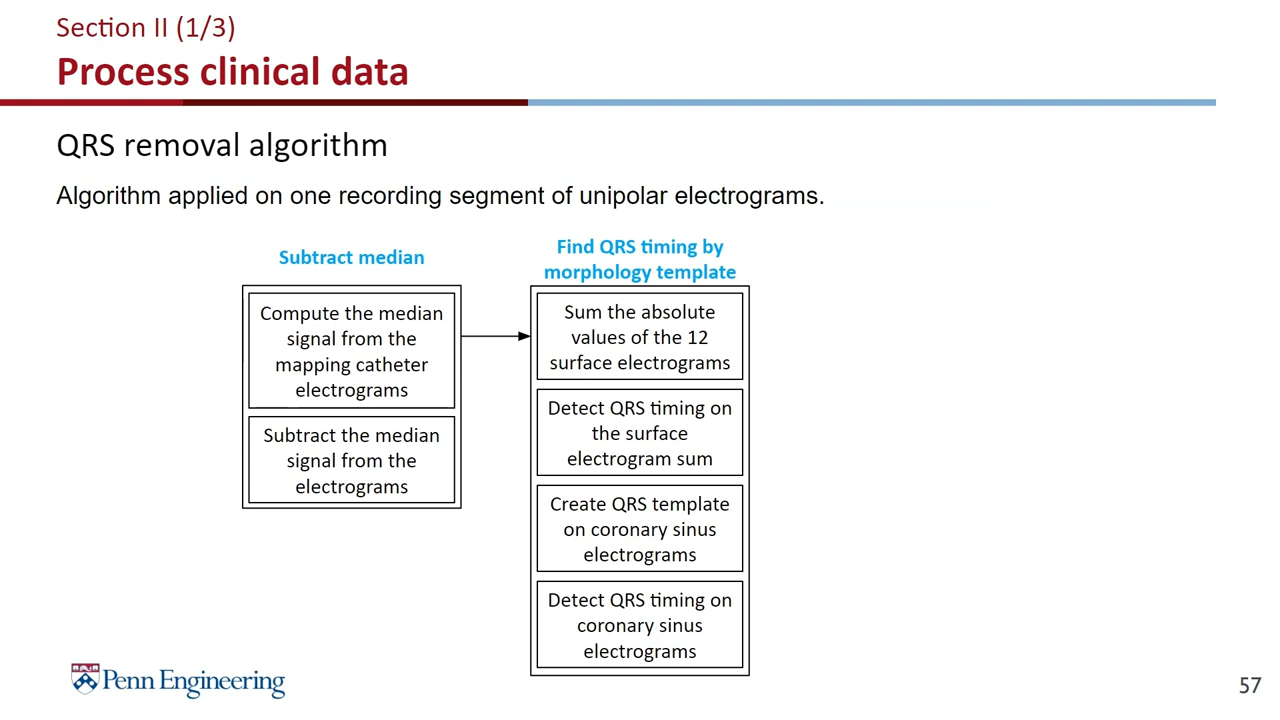 Section II (1/3)
Process clinical data
QRS removal algorithm
Algorithm applied on one recording segment of unipolar electrograms.
Subtract median
Compute the median
signal from the
mapping catheter
electrograms
Subtract the median
signal from the
electrograms
Find QRS timing by
morphology template
Sum the absolute
values of the 12
surface electrograms
Detect QRS timing on
the surface
electrogram sum
Create QRS template
on coronary sinus
electrograms
Detect QRS timing on
coronary sinus
electrograms
Penn Engineering
57